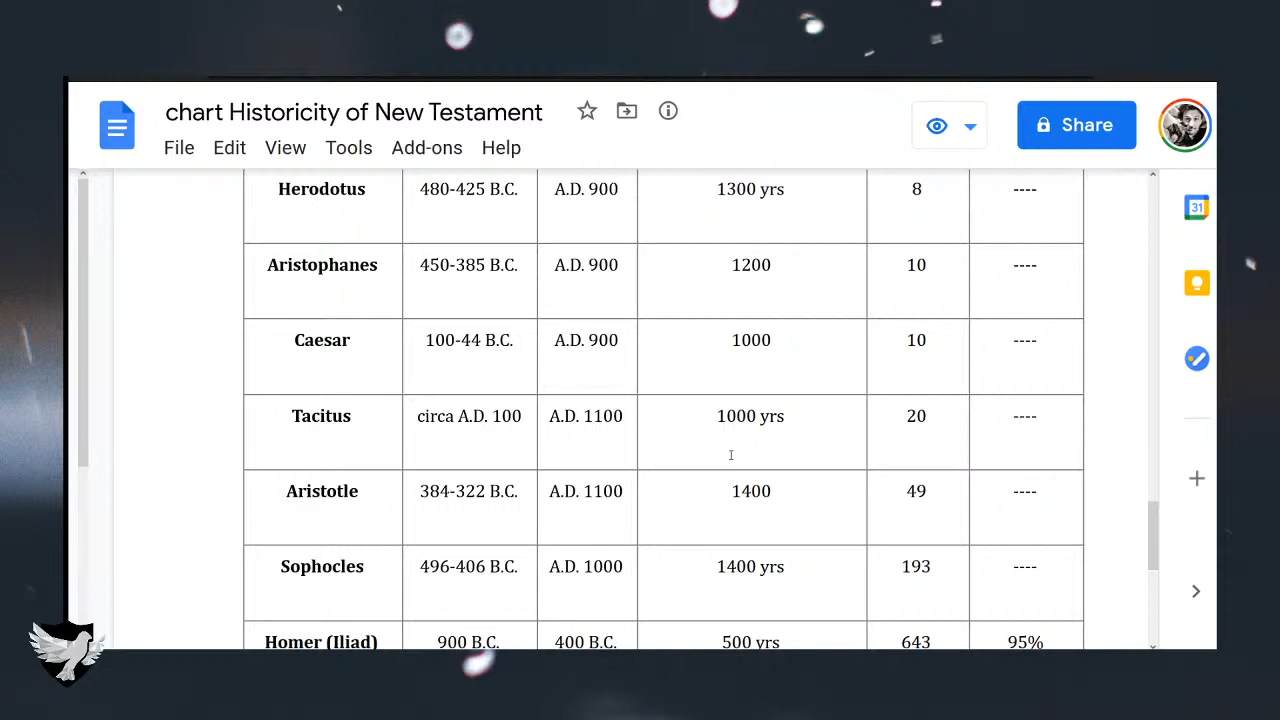 chart Historicity of New Testament
Share
File Edit View Tools Add-ons Help
Herodotus 480-425 B.C. A.D. 900 1300 yrs 8 ----
31
Aristophanes 450-385 B.C. A.D. 900 1200 10 ----
Caesar 100-44 B.C. A.D. 900 1000 10 ----
Tacitus circa A.D. 100 A.D. 1100 1000 yrs 20 ----
Aristotle 384-322 B.C. A.D. 1100 1400 49 ----
Sophocles 496-406 B.C. A.D. 1000 1400 yrs 193 ----
Homer (Iliad) 900 B.C. 400 B.C. 500 yrs 643 95%